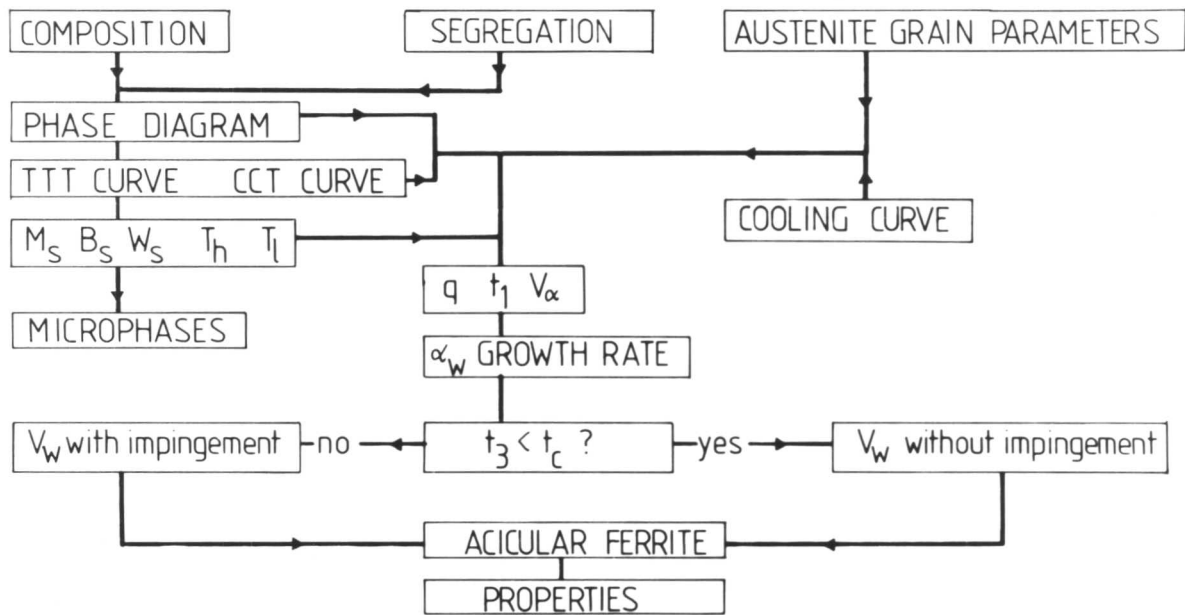 COMPOSITION
SEGREGATION
AUSTENITE GRAIN PARAMETERS
PHASE DIAGRAM
TTT CURVE CCT CURVE
COOLING CURVE
Ms Bs Ws Th Tl
q t1 Vα
MICROPHASES
αw GROWTH RATE
Vw with impingement
no
t3 < tc ?
yes
Vw without impingement
ACICULAR FERRITE
PROPERTIES